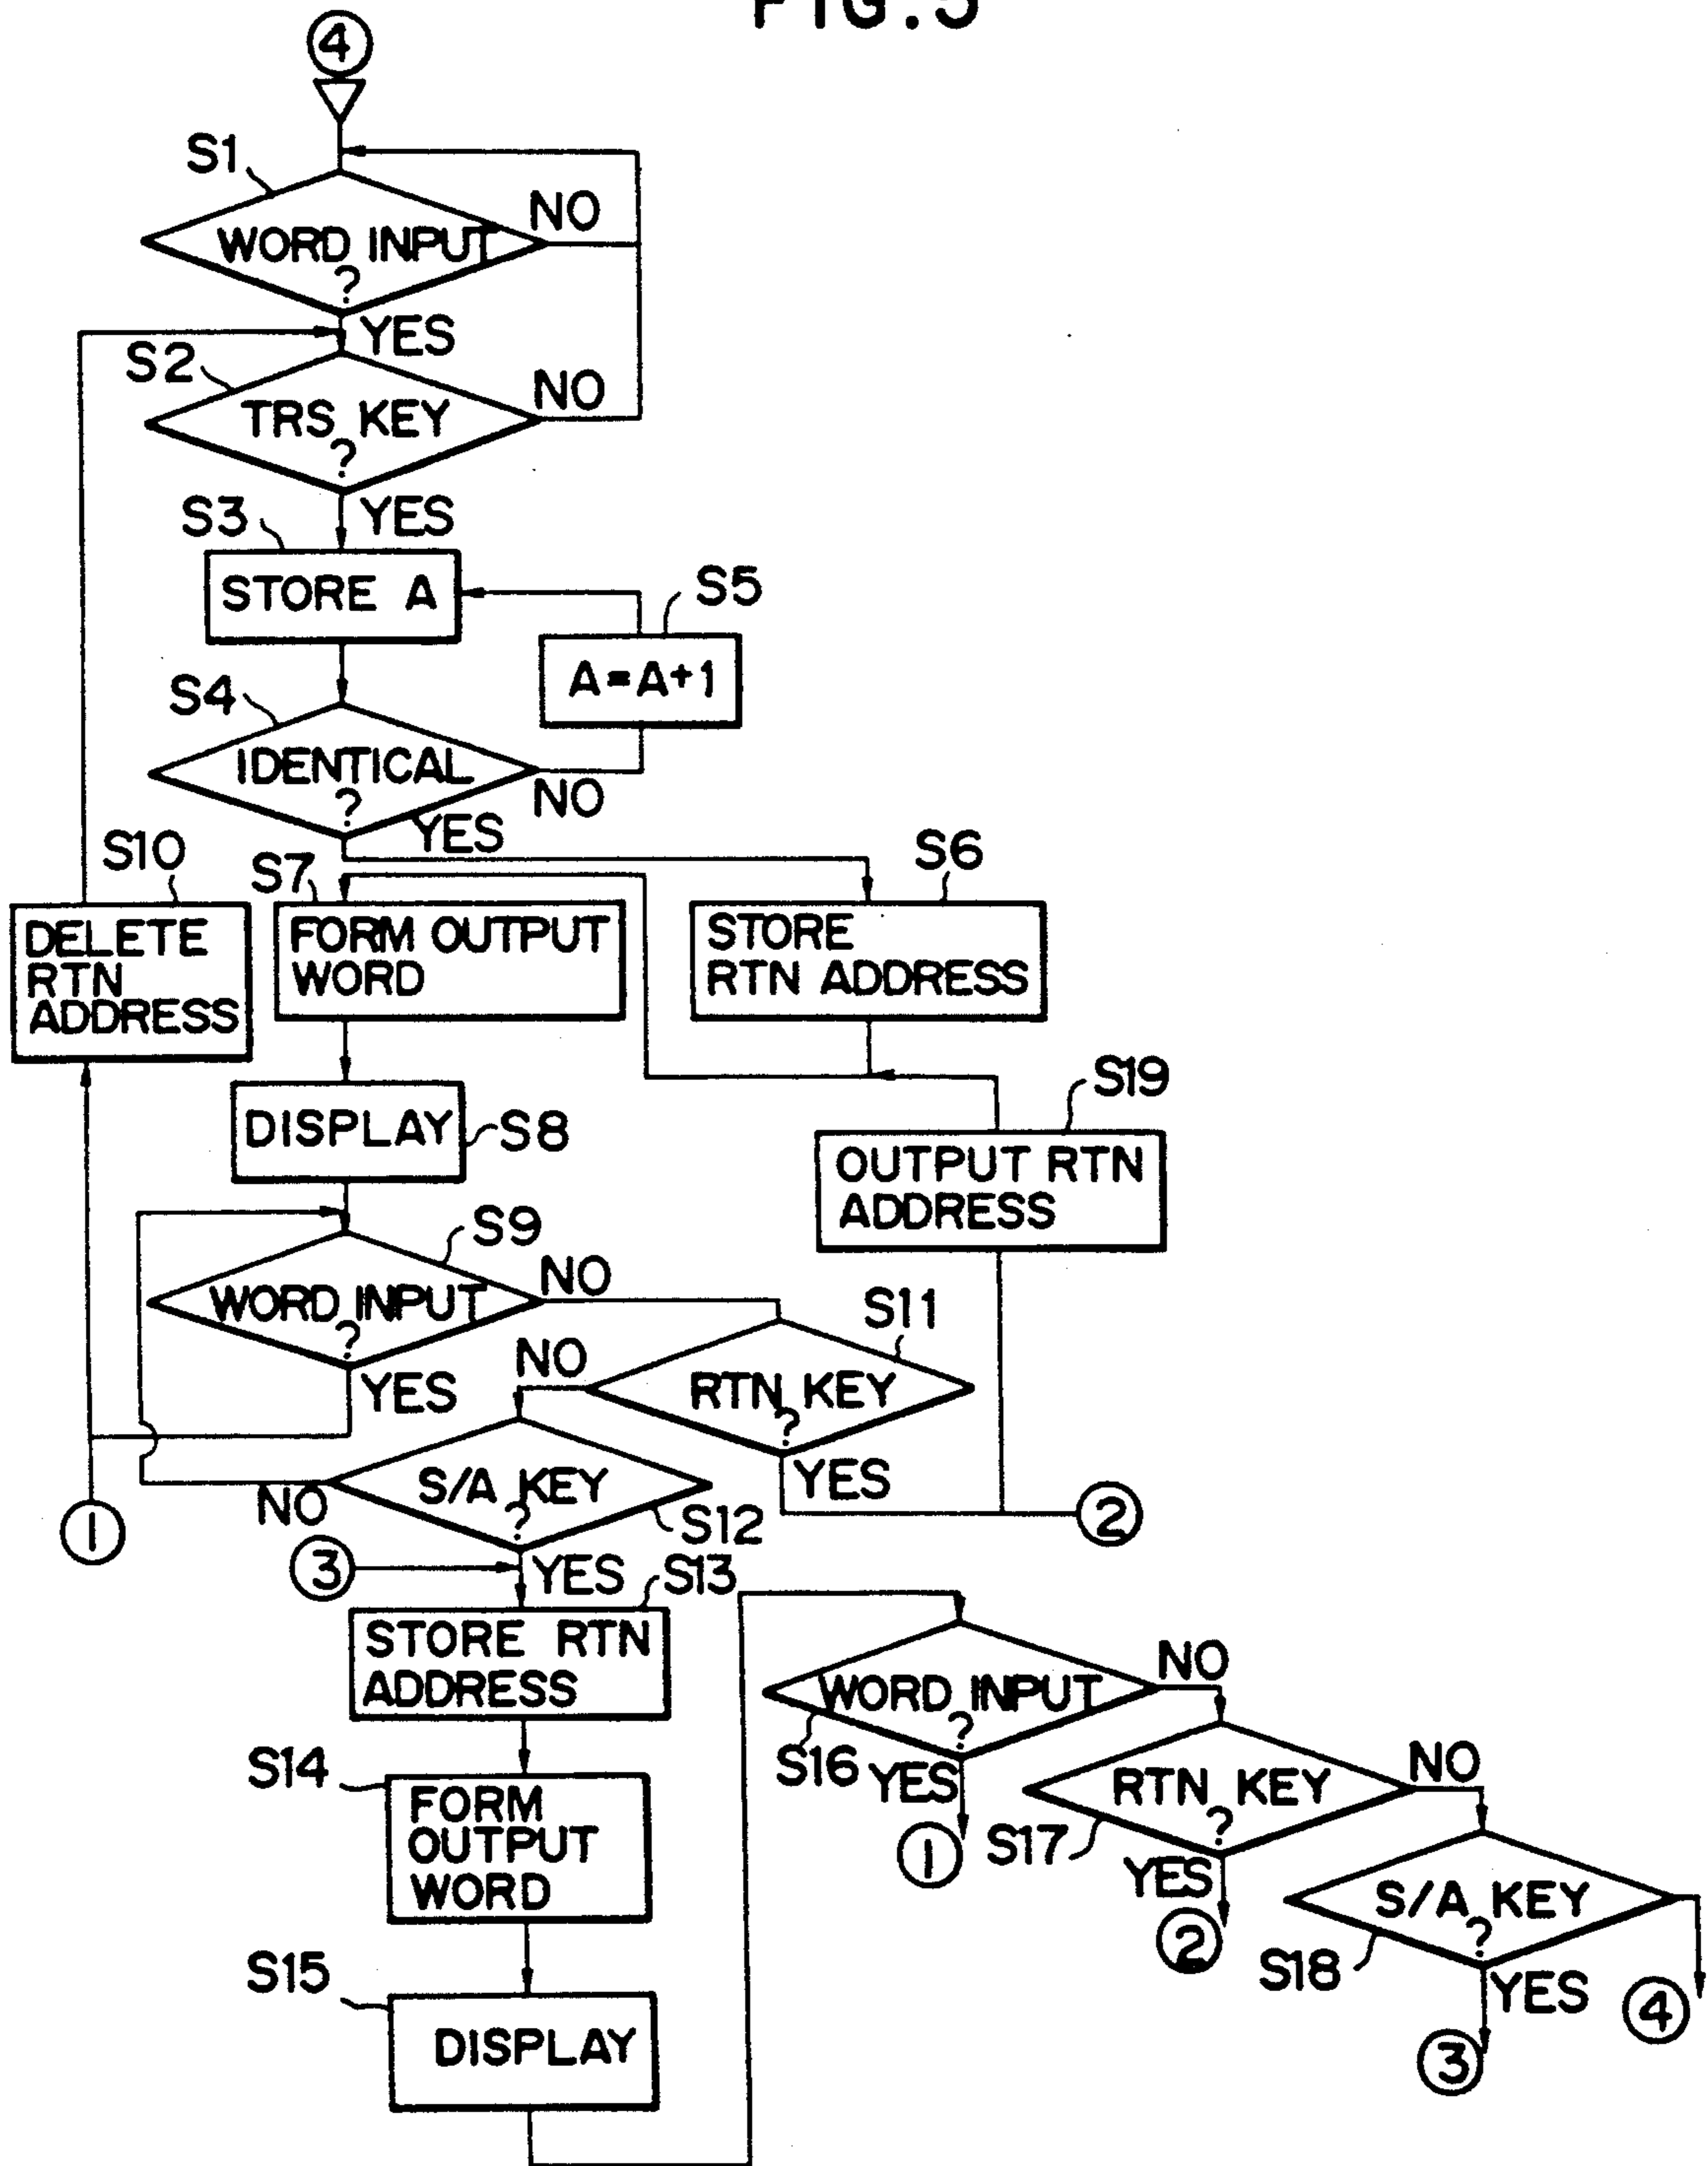 FIG.5
4
S1
WORD INPUT
?
NO
YES
S2
TRS KEY
?
NO
YES
S3
STORE A
S5
A=A+1
S4
IDENTICAL
?
NO
YES
S10
DELETE
RTN
ADDRESS
S7
FORM OUTPUT
WORD
S6
STORE
RTN ADDRESS
DISPLAY
S8
S19
OUTPUT RTN
ADDRESS
S9
WORD INPUT
?
NO
YES
S11
RTN KEY
?
NO
YES
S/A KEY
?
NO
S12
1
2
3
YES
S13
STORE RTN
ADDRESS
S14
FORM
OUTPUT
WORD
S15
DISPLAY
WORD INPUT
?
NO
S16
YES
1
RTN KEY
?
NO
S17
YES
2
S/A KEY
?
S18
YES
3
4